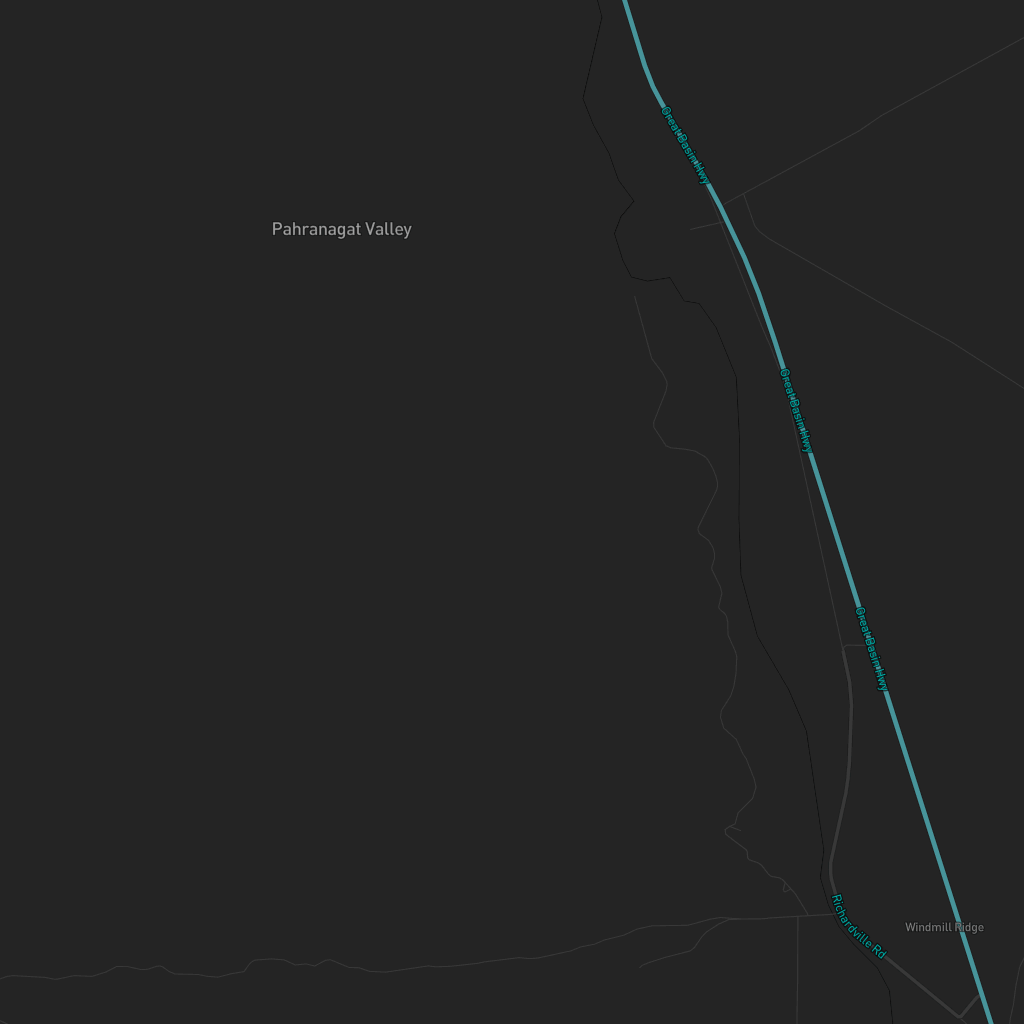 Great Basin Hwy
Pahranagat Valley
Great Basin Hwy
Great Basin Hwy
Richardville Rd
Windmill Ridge